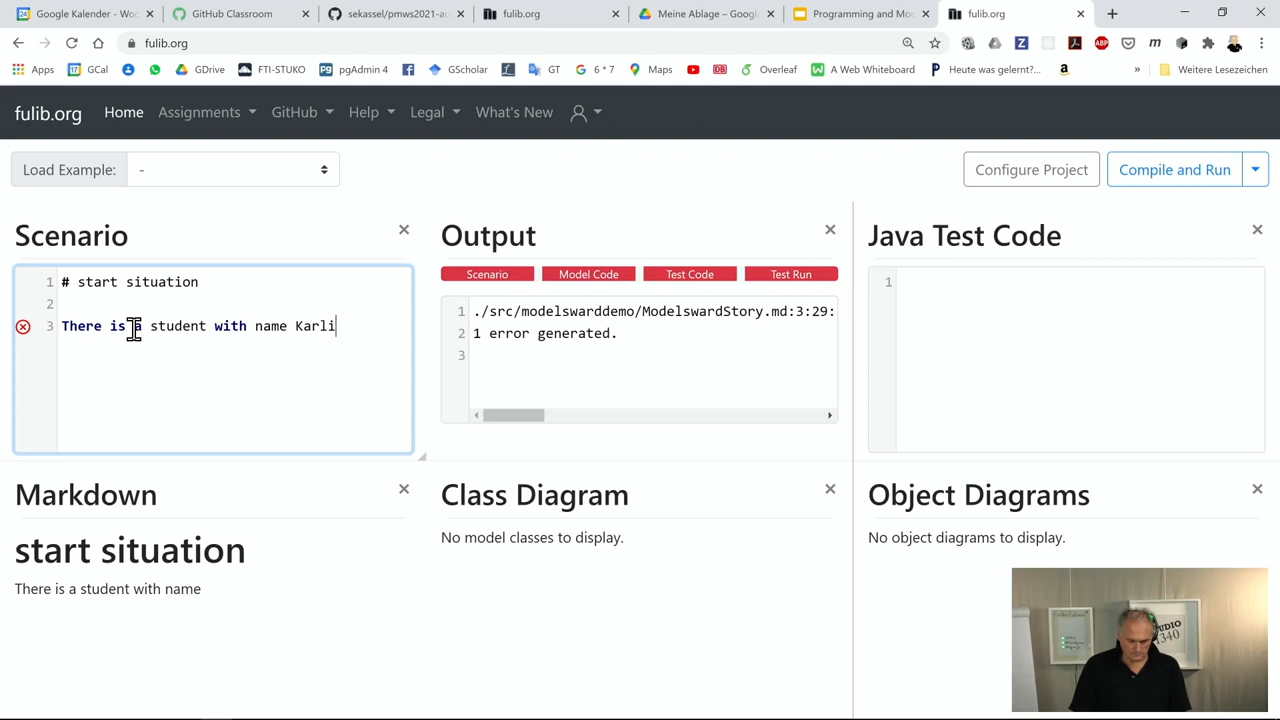 Google Kalender - Wo
GitHub Classroom
sekassel/pmws2021-au
fulib.org
Meine Ablage – Googl
Programming and Mod
fulib.org
fulib.org
Apps
GCal
GDrive
FTI-STUKO
pgAdmin 4
GScholar
GT
6 * 7
Maps
Overleaf
A Web Whiteboard
Heute was gelernt?...
Weitere Lesezeichen
fulib.org
Home
Assignments
GitHub
Help
Legal
What's New
Load Example:
-
Configure Project
Compile and Run
Scenario
1 # start situation
2
3 There is a student with name Karli
Output
Scenario
Model Code
Test Code
Test Run
1 ./src/modelswarddemo/ModelswardStory.md:3:29:
2 1 error generated.
3
Java Test Code
1
Markdown
start situation
There is a student with name
Class Diagram
No model classes to display.
Object Diagrams
No object diagrams to display.
1340